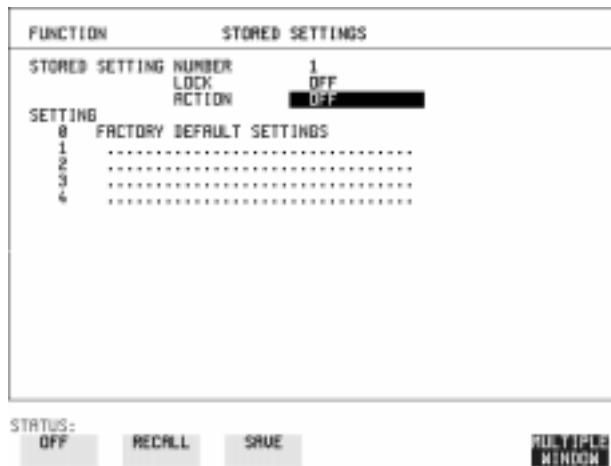 FUNCTION STORED SETTINGS
STORED SETTING NUMBER 1
LOCK OFF
ACTION OFF
SETTING
0 FACTORY DEFAULT SETTINGS
1 ................................
2 ................................
3 ................................
4 ................................
STATUS:
OFF RECALL SAVE MULTIPLE WINDOW